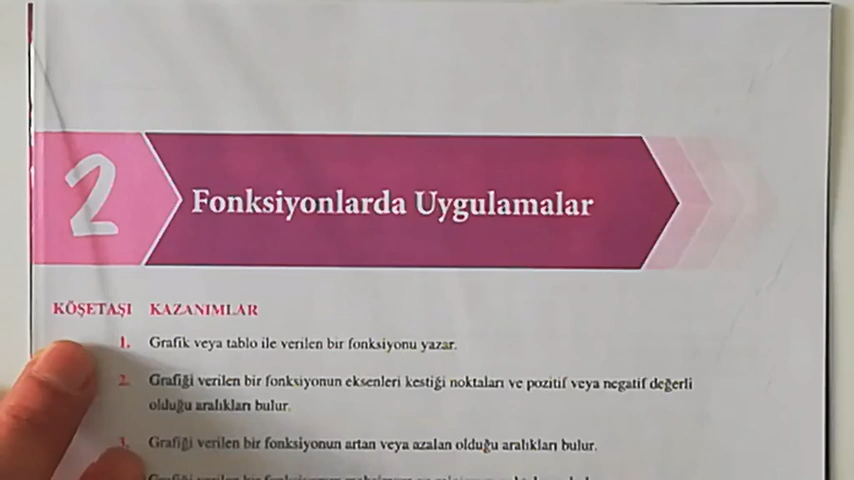 2
Fonksiyonlarda Uygulamalar
KÖŞETAŞI KAZANIMLAR
1. Grafik veya tablo ile verilen bir fonksiyonu yazar.
2. Grafiği verilen bir fonksiyonun eksenleri kestiği noktaları ve pozitif veya negatif değerli
olduğu aralıkları bulur.
3. Grafiği verilen bir fonksiyonun artan veya azalan olduğu aralıkları bulur.